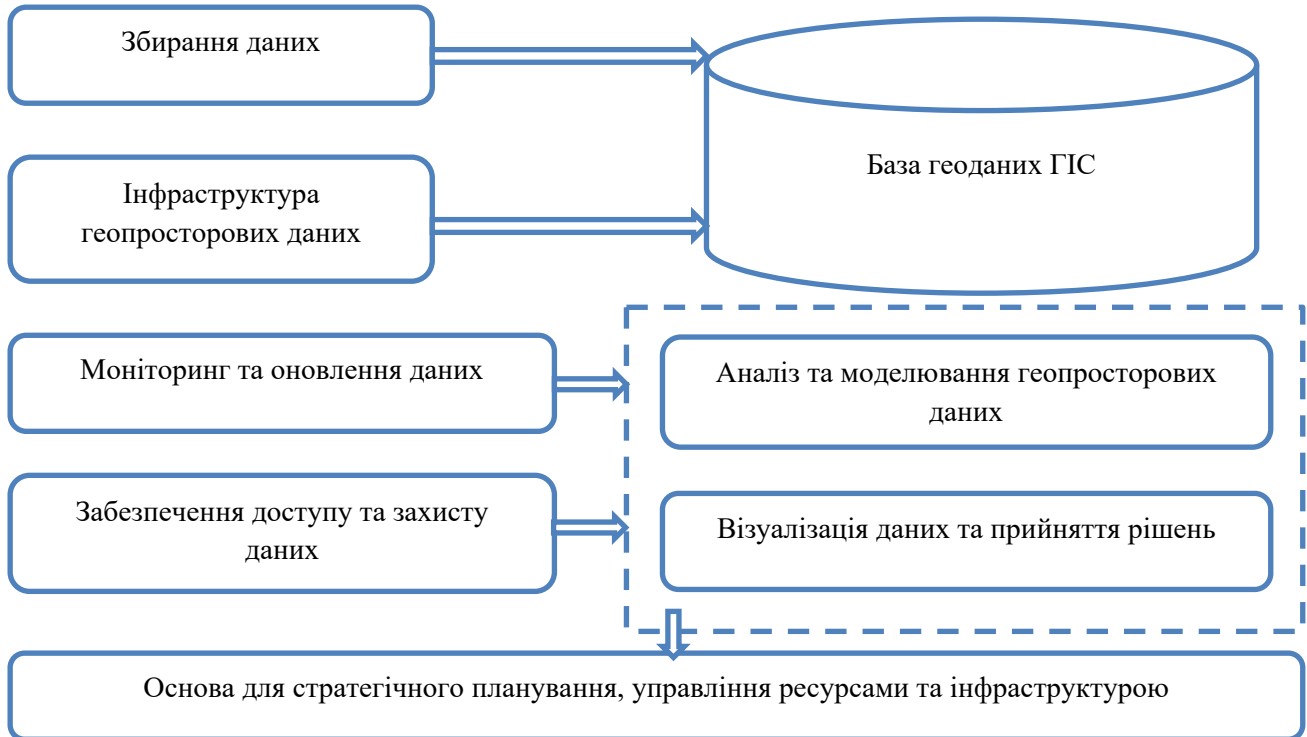 Збирання даних
База геоданих ГІС
Інфраструктура
геопросторових даних
Моніторинг та оновлення даних
Аналіз та моделювання геопросторових
даних
Забезпечення доступу та захисту
даних
Візуалізація даних та прийняття рішень
Основа для стратегічного планування, управління ресурсами та інфраструктурою